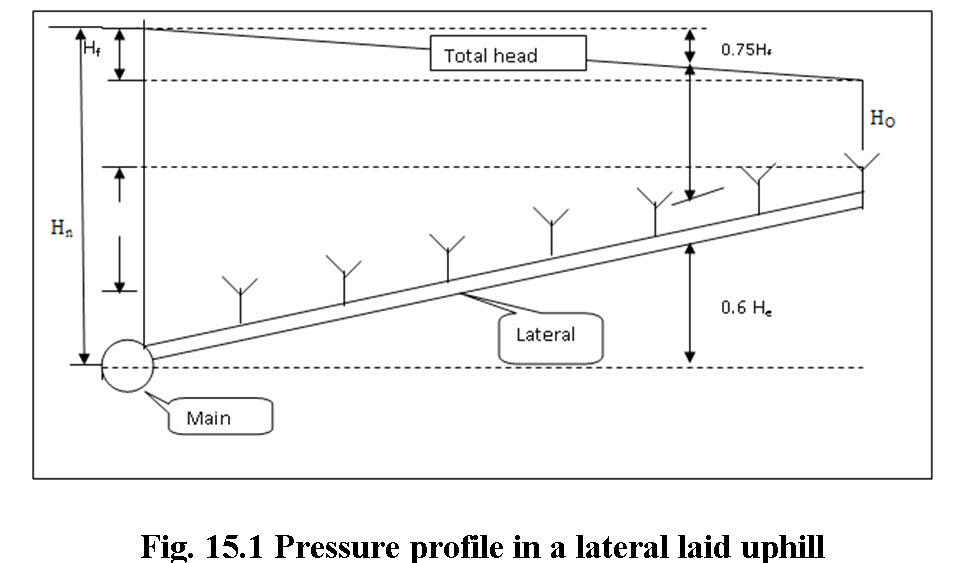 Hf
Total head
0.75Hf
HO
Hn
0.6 He
Lateral
Main
Fig. 15.1 Pressure profile in a lateral laid uphill